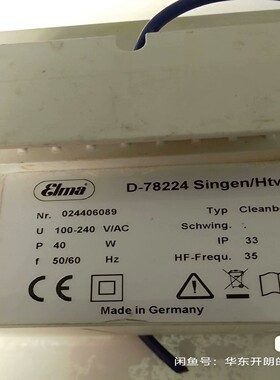 Elma
D-78224 Singen/Htw
Nr. 024406089 Typ Cleanb
U 100-240 V/AC Schwing. -
P 40 W IP 33
f 50/60 Hz HF-Frequ. 35
CE
Made in Germany
闲鱼号：华东开朗的